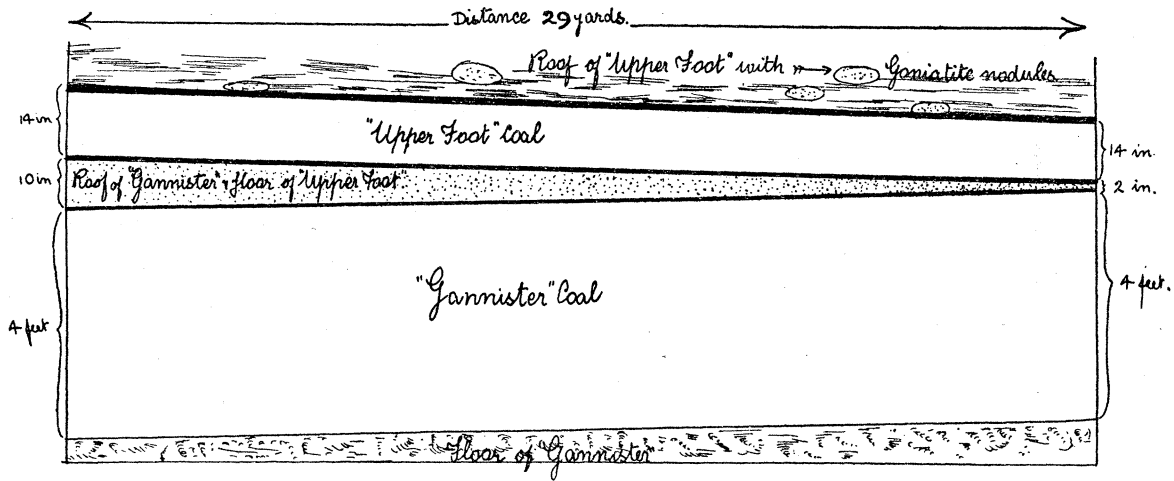 Distance 29 yards.
Roof of "Upper Foot" with Goniatite nodules
14 in
"Upper Foot" Coal
14 in.
10 in
Roof of "Gannister" & floor of "Upper Foot"
2 in.
"Gannister" Coal
4 feet
4 feet.
Floor of "Gannister"